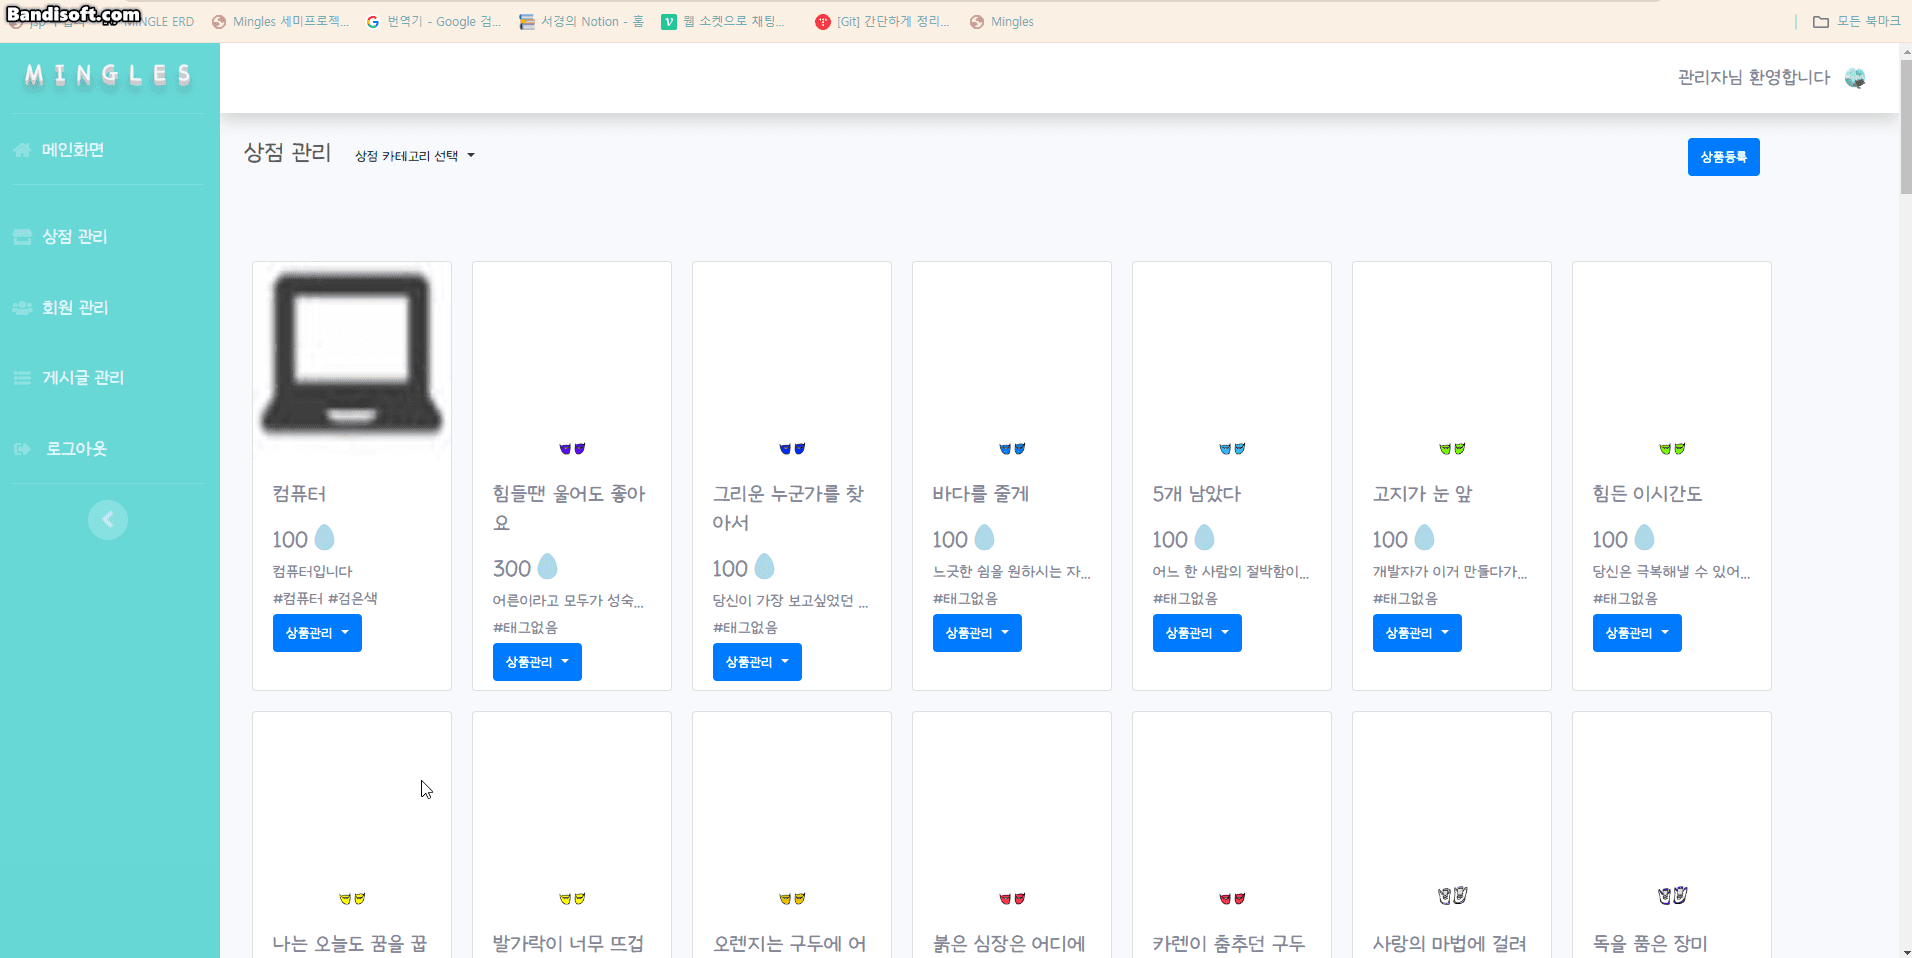 Bandisoft.com
MINGLE ERD
Mingles 세미프로젝...
번역기 - Google 검...
서경의 Notion - 홈
웹 소켓으로 채팅...
[Git] 간단하게 정리...
Mingles
모든 북마크
MINGLES
관리자님 환영합니다
메인화면
상점 관리
회원 관리
게시글 관리
로그아웃
상점 관리
상점 카테고리 선택
상품등록
컴퓨터
100
컴퓨터입니다
#컴퓨터 #검은색
상품관리
힘들땐 울어도 좋아
요
300
어른이라고 모두가 성숙...
#태그없음
상품관리
그리운 누군가를 찾
아서
100
당신이 가장 보고싶었던 ...
#태그없음
상품관리
바다를 줄게
100
느긋한 쉼을 원하시는 자...
#태그없음
상품관리
5개 남았다
100
어느 한 사람의 절박함이...
#태그없음
상품관리
고지가 눈 앞
100
개발자가 이거 만들다가...
#태그없음
상품관리
힘든 이시간도
100
당신은 극복해낼 수 있어...
#태그없음
상품관리
나는 오늘도 꿈을 꿉
발가락이 너무 뜨겁
오렌지는 구두에 어
붉은 심장은 어디에
카렌이 춤추던 구두
사랑의 마법에 걸려
독을 품은 장미